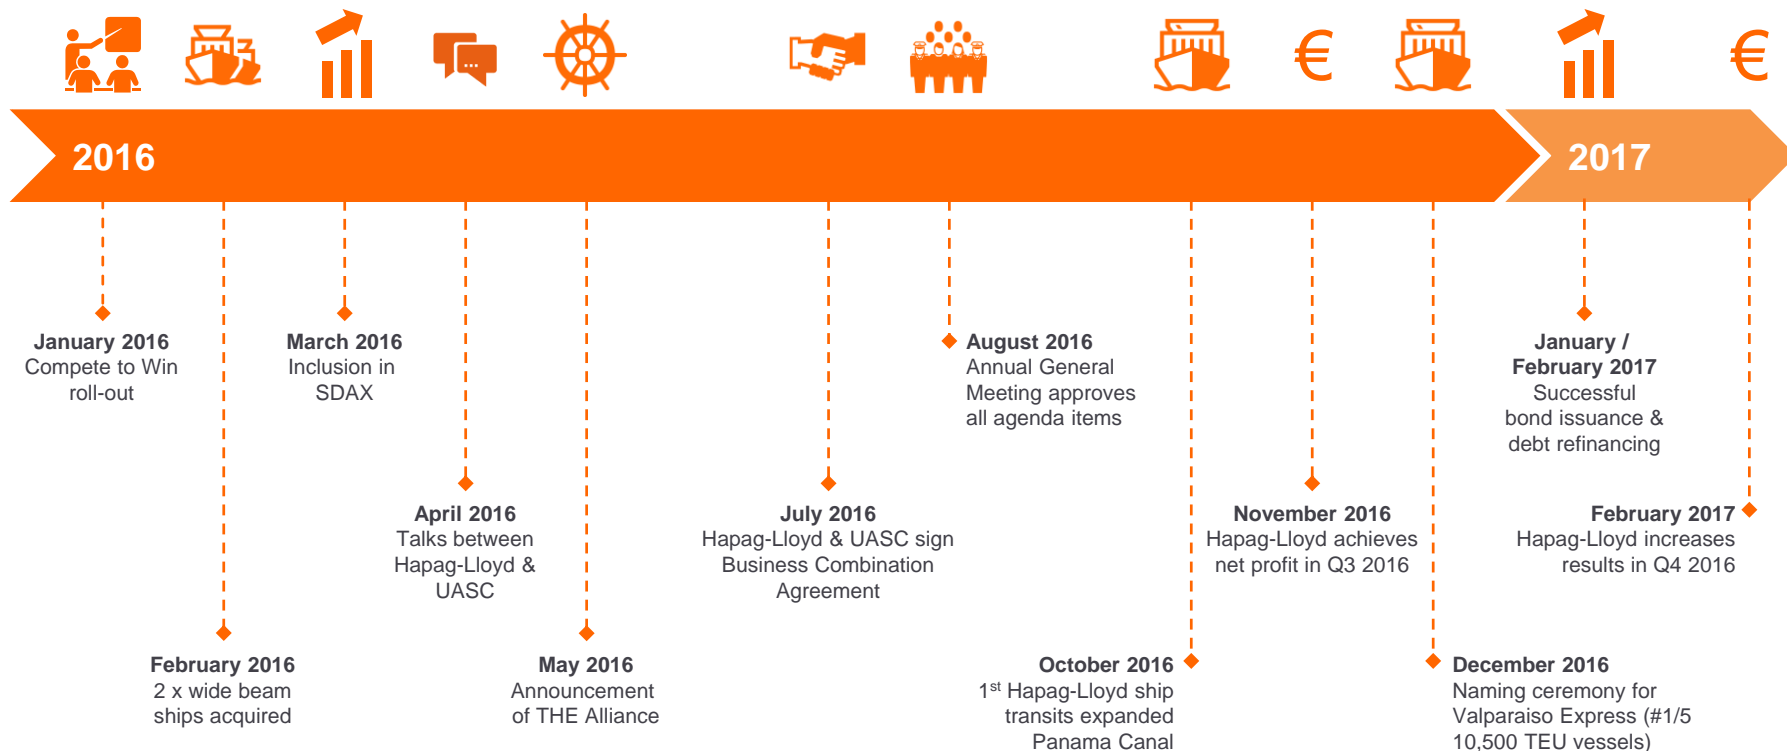 2016
2017
January 2016
Compete to Win
roll-out
February 2016
2 x wide beam
ships acquired
March 2016
Inclusion in
SDAX
April 2016
Talks between
Hapag-Lloyd &
UASC
May 2016
Announcement
of THE Alliance
July 2016
Hapag-Lloyd & UASC sign
Business Combination
Agreement
August 2016
Annual General
Meeting approves
all agenda items
October 2016
1st Hapag-Lloyd ship
transits expanded
Panama Canal
November 2016
Hapag-Lloyd achieves
net profit in Q3 2016
December 2016
Naming ceremony for
Valparaiso Express (#1/5
10,500 TEU vessels)
January /
February 2017
Successful
bond issuance &
debt refinancing
February 2017
Hapag-Lloyd increases
results in Q4 2016